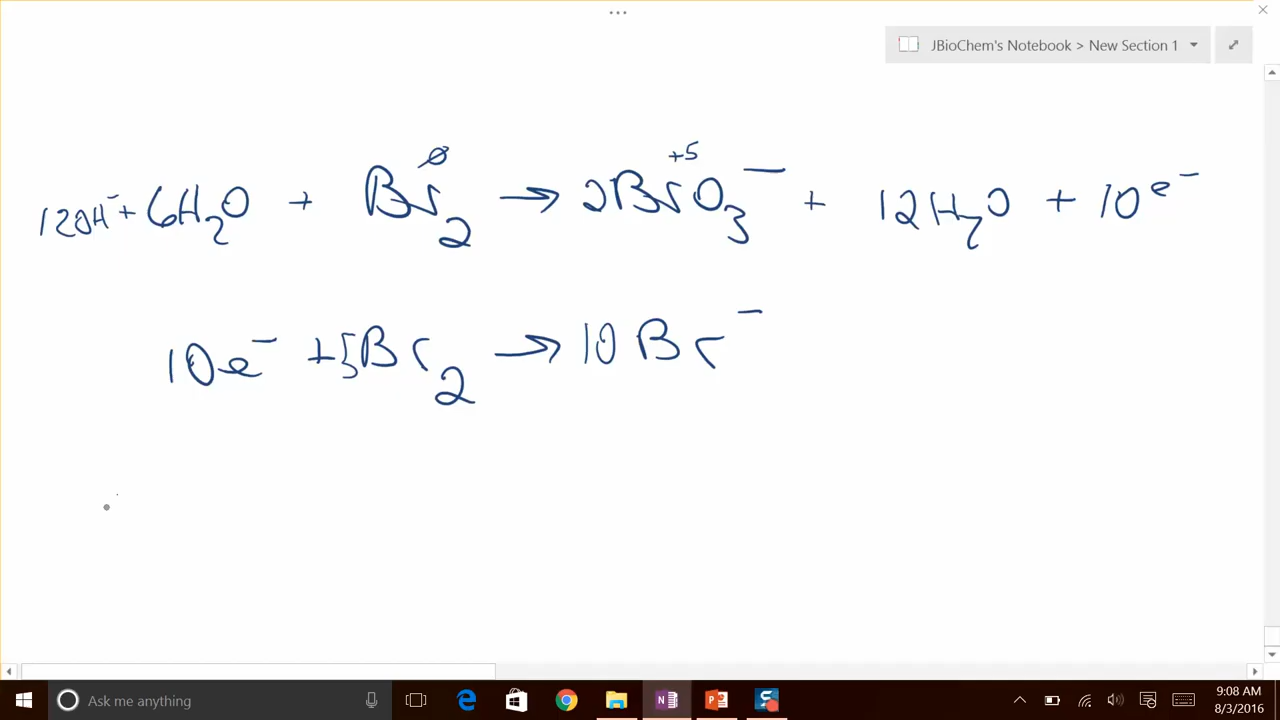 JBioChem's Notebook > New Section 1
12OH⁻ + 6H₂O + Br₂ → 2BrO₃⁻ + 12H₂O + 10e⁻
0 +5
10e⁻ + 5Br₂ → 10Br⁻
Ask me anything
9:08 AM
8/3/2016